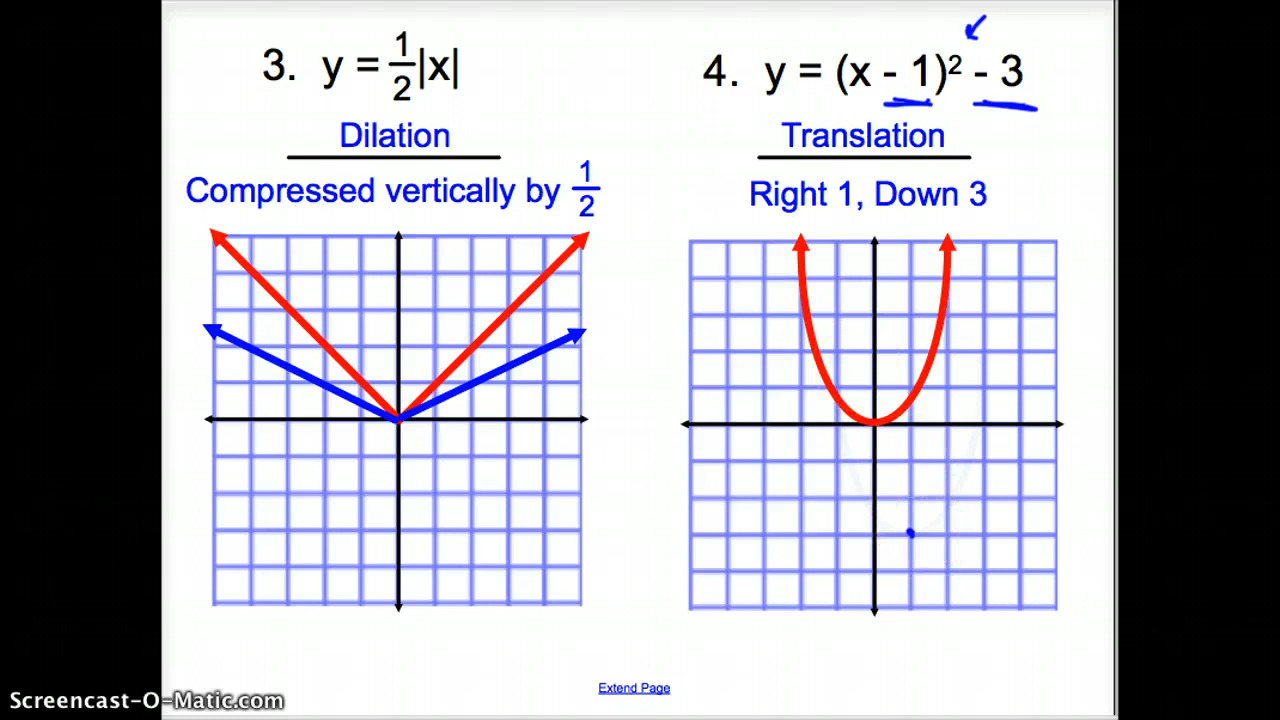 3. y = 1/2|x|
Dilation
Compressed vertically by 1/2
4. y = (x - 1)² - 3
Translation
Right 1, Down 3
Extend Page
Screencast-O-Matic.com